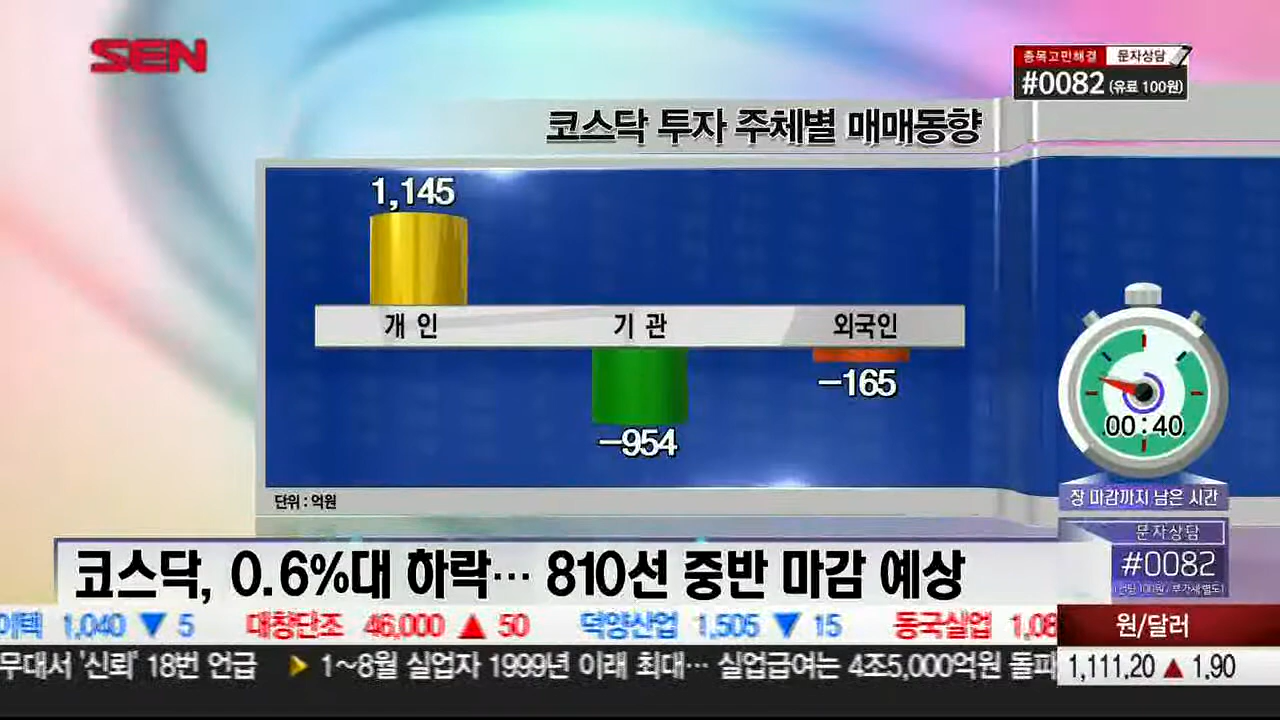 SEN
종목고민해결 문자상담
#0082 (유료 100원)
코스닥 투자 주체별 매매동향
1,145
개 인 기 관 외국인
-165
-954
단위 : 억원
00:40
장 마감까지 남은 시간
문자상담
#0082
코스닥, 0.6%대 하락… 810선 중반 마감 예상
이텍 1,040 ▼ 5 대창단조 46,000 ▲ 50 덕양산업 1,505 ▼ 15 동국실업 1,08
원/달러
무대서 '신뢰' 18번 언급 ▶ 1~8월 실업자 1999년 이래 최대… 실업급여는 4조5,000억원 돌파
1,111.20 ▲ 1.90